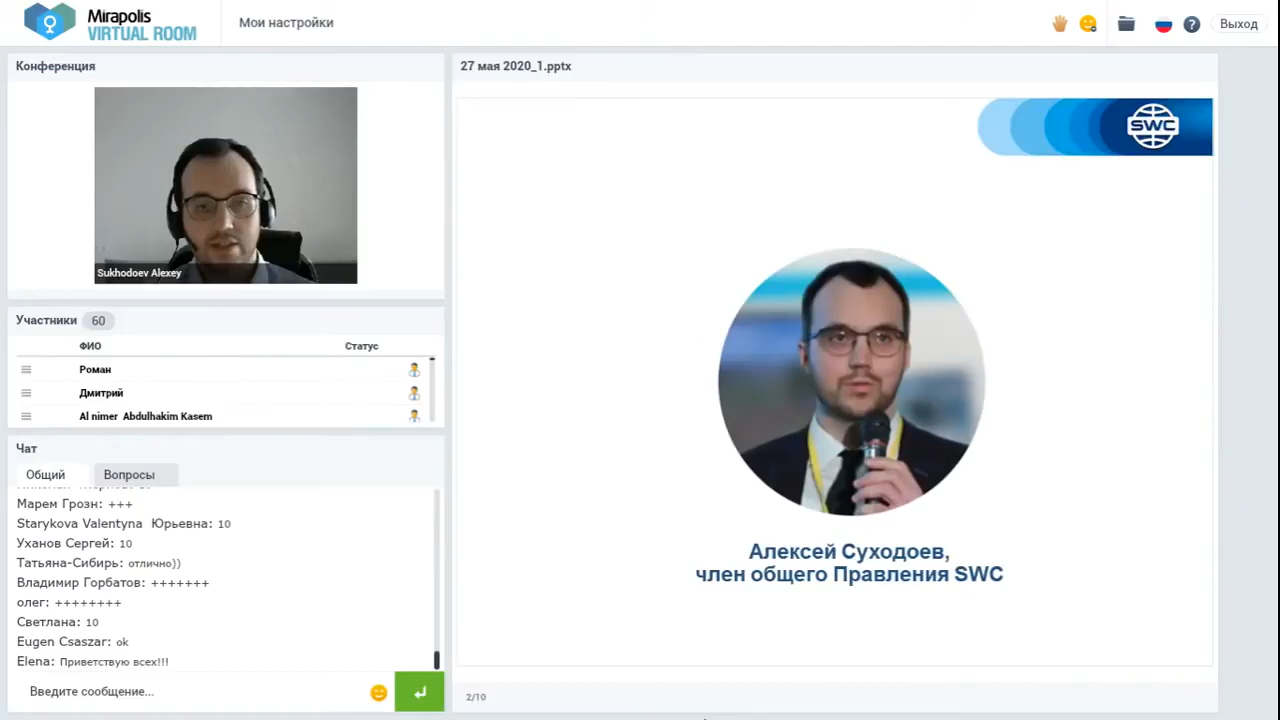 Mirapolis
VIRTUAL ROOM
Мои настройки
Выход
Конференция
Sukhodoev Alexey
Участники 60
ФИО Статус
Роман
Дмитрий
Al nimer Abdulhakim Kasem
Чат
Общий Вопросы
Марем Грозн: +++
Starykova Valentyna Юрьевна: 10
Уханов Сергей: 10
Татьяна-Сибирь: отлично))
Владимир Горбатов: +++++++
олег: ++++++++
Светлана: 10
Eugen Csaszar: ok
Elena: Приветствую всех!!!
Введите сообщение...
27 мая 2020_1.pptx
SWC
Алексей Суходоев,
член общего Правления SWC
2/10